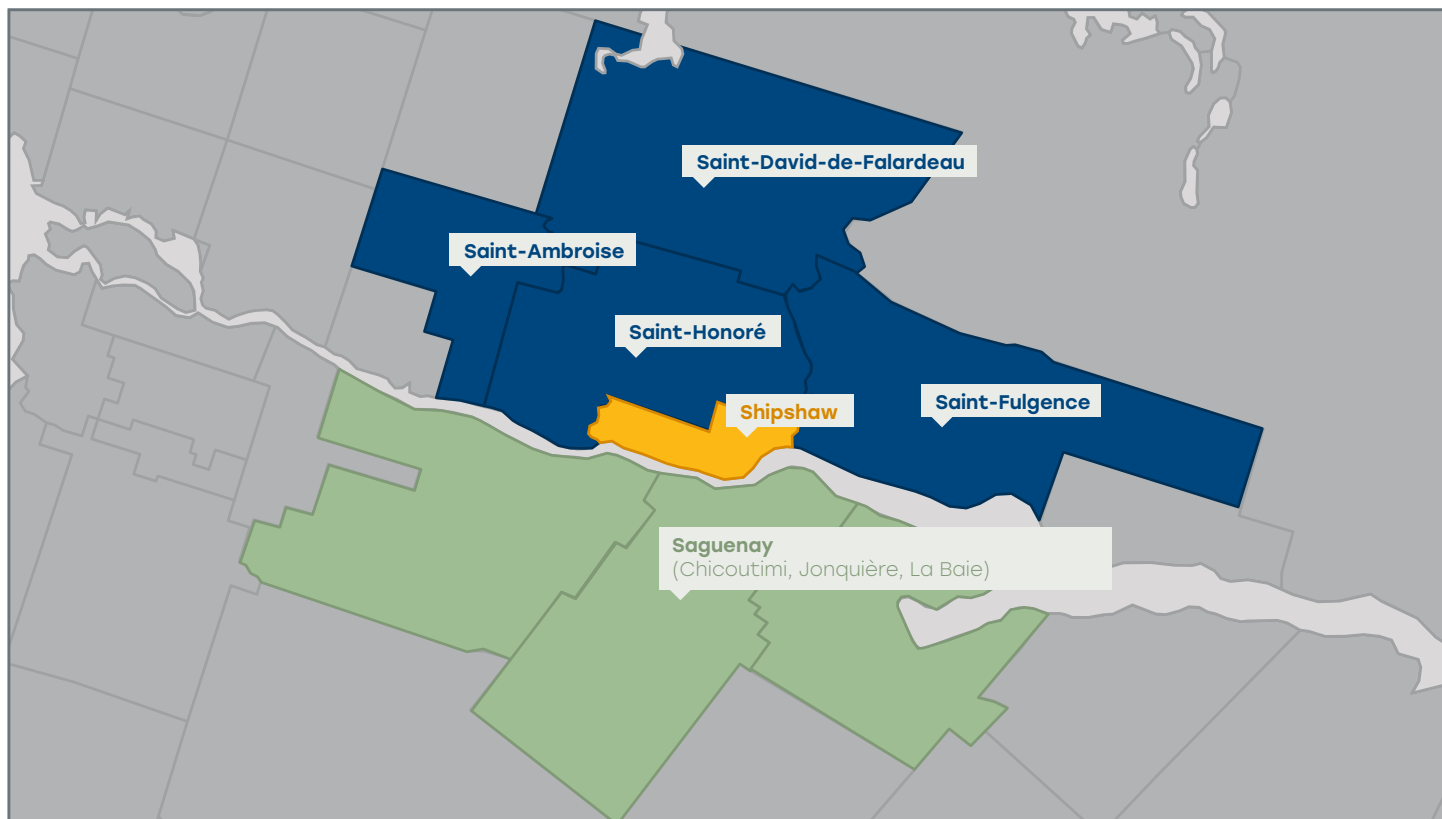 Saint-David-de-Falardeau
Saint-Ambroise
Saint-Honoré
Saint-Fulgence
Shipshaw
Saguenay
(Chicoutimi, Jonquière, La Baie)